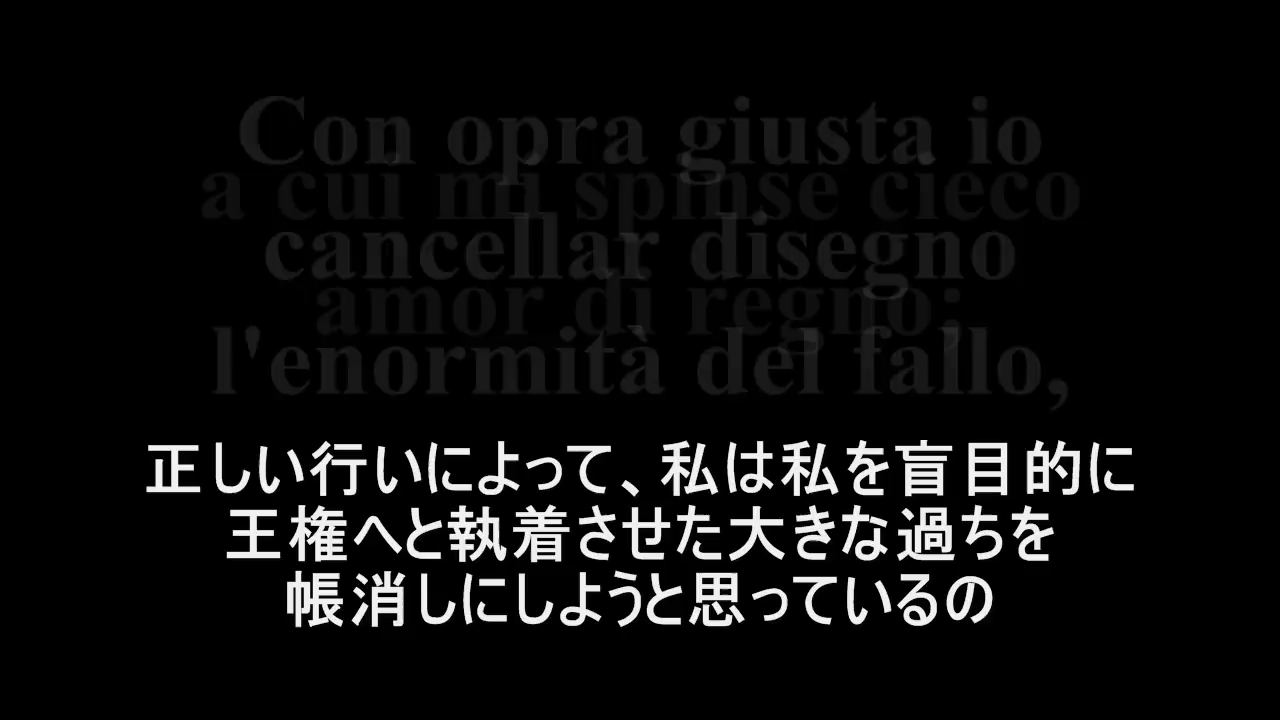 Con opra giusta io
a cui mi spinse cieco
cancellar disegno
amor di regno;
l'enormità del fallo,
正しい行いによって、私は私を盲目的に
王権へと執着させた大きな過ちを
帳消しにしようと思っているの